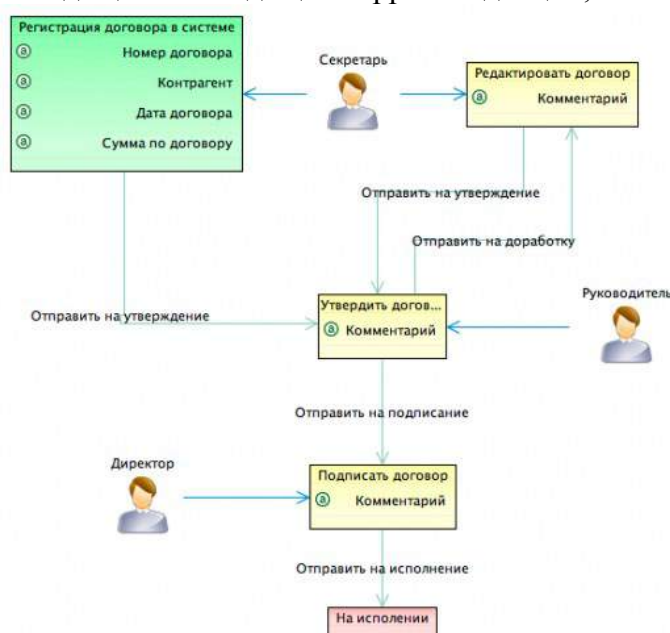 Регистрация договора в системе
Номер договора
Контрагент
Дата договора
Сумма по договору
Секретарь
Редактировать договор
Комментарий
Отправить на утверждение
Отправить на доработку
Отправить на утверждение
Утвердить догов...
Комментарий
Руководитель
Отправить на подписание
Директор
Подписать договор
Комментарий
Отправить на исполнение
На исполении